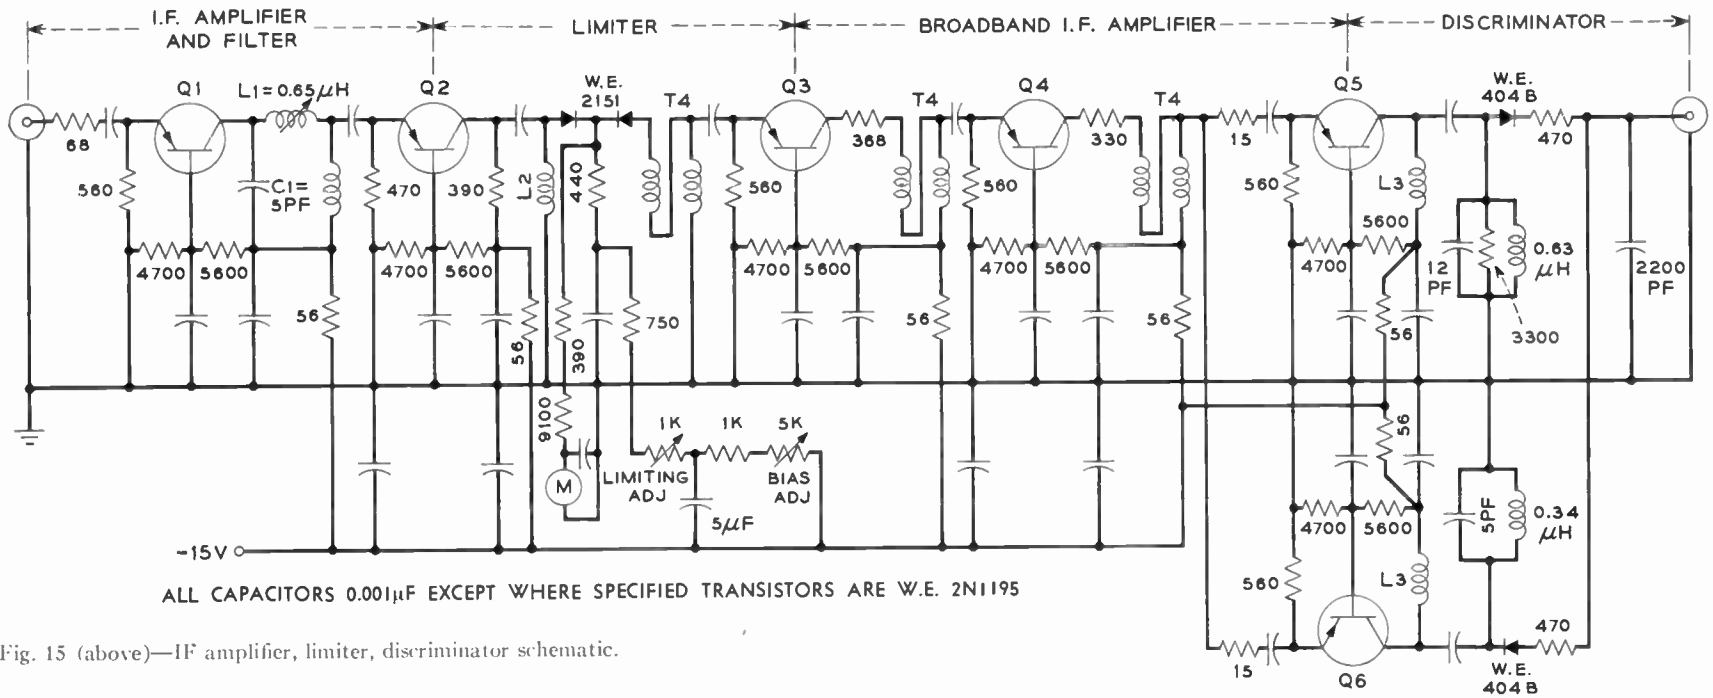 I.F. AMPLIFIER
AND FILTER
LIMITER
BROADBAND I.F. AMPLIFIER
DISCRIMINATOR
Q1
L1=0.65μH
Q2
W.E.
2151
T4
Q3
T4
Q4
T4
Q5
W.E.
404B
68
368
330
15
470
560
C1=
5PF
470
390
L2
440
560
560
560
L3
5600
4700
5600
4700
5600
4700
5600
4700
5600
4700
12
PF
0.63
μH
2200
PF
56
56
390
750
56
56
56
3300
9100
1K
1K
5K
56
M
LIMITING
ADJ
BIAS
ADJ
5μF
4700
5600
5PF
0.34
μH
-15V
560
L3
ALL CAPACITORS 0.001μF EXCEPT WHERE SPECIFIED TRANSISTORS ARE W.E. 2N1195
470
15
Q6
W.E.
404B
Fig. 15 (above)—IF amplifier, limiter, discriminator schematic.